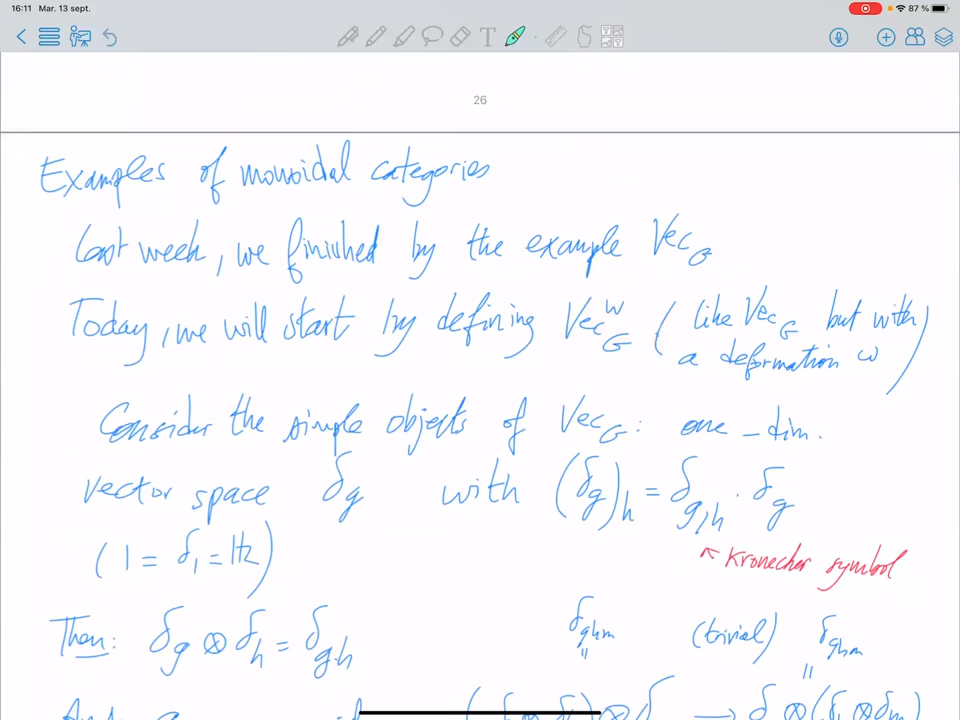 16:11 Mar. 13 sept.
87 %
26
Examples of monoidal categories
Last week, we finished by the example Vec_G
Today, we will start by defining Vec_G^ω (like Vec_G but with
a deformation ω)
Consider the simple objects of Vec_G: one-dim.
vector space δ_g with (δ_g)_h = δ_{g,h} · δ_g
(1 = δ_1 = 𝕜)
↖ Kronecher symbol
Then: δ_g ⊗ δ_h = δ_{g.h}
δ_{ghm} (trivial) δ_{ghm}
= =
⊗ δ → δ ⊗ (δ ⊗ δ_m)